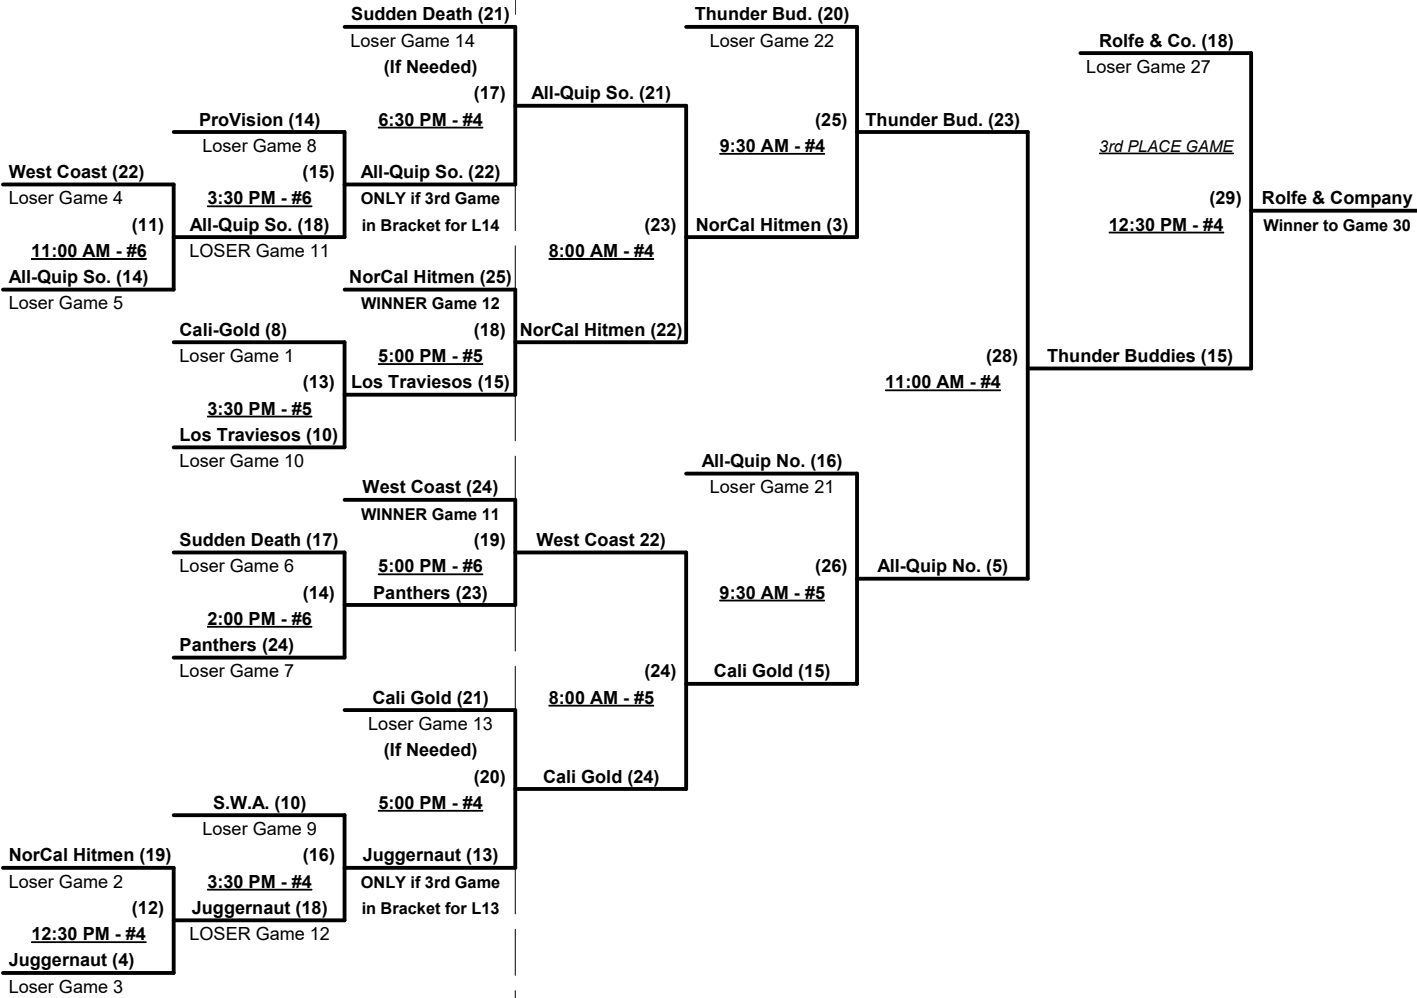 Sudden Death (21)
Loser Game 14
(If Needed)
(17)
6:30 PM - #4
Thunder Bud. (20)
Loser Game 22
Rolfe & Co. (18)
Loser Game 27
All-Quip So. (21)
ProVision (14)
Loser Game 8
(15)
3:30 PM - #6
(25)
9:30 AM - #4
Thunder Bud. (23)
3rd PLACE GAME
West Coast (22)
Loser Game 4
(11)
11:00 AM - #6
All-Quip So. (14)
Loser Game 5
All-Quip So. (22)
ONLY if 3rd Game
in Bracket for L14
All-Quip So. (18)
LOSER Game 11
(23)
8:00 AM - #4
NorCal Hitmen (3)
(29)
12:30 PM - #4
Rolfe & Company
Winner to Game 30
NorCal Hitmen (25)
WINNER Game 12
(18)
5:00 PM - #5
NorCal Hitmen (22)
Cali-Gold (8)
Loser Game 1
(13)
3:30 PM - #5
Los Traviesos (15)
Los Traviesos (10)
Loser Game 10
(28)
11:00 AM - #4
Thunder Buddies (15)
All-Quip No. (16)
Loser Game 21
West Coast (24)
WINNER Game 11
(19)
5:00 PM - #6
West Coast 22)
Sudden Death (17)
Loser Game 6
(14)
2:00 PM - #6
Panthers (23)
Panthers (24)
Loser Game 7
(26)
9:30 AM - #5
All-Quip No. (5)
(24)
8:00 AM - #5
Cali Gold (15)
Cali Gold (21)
Loser Game 13
(If Needed)
(20)
5:00 PM - #4
Cali Gold (24)
S.W.A. (10)
Loser Game 9
(16)
3:30 PM - #4
Juggernaut (13)
ONLY if 3rd Game
in Bracket for L13
NorCal Hitmen (19)
Loser Game 2
(12)
12:30 PM - #4
Juggernaut (18)
LOSER Game 12
Juggernaut (4)
Loser Game 3